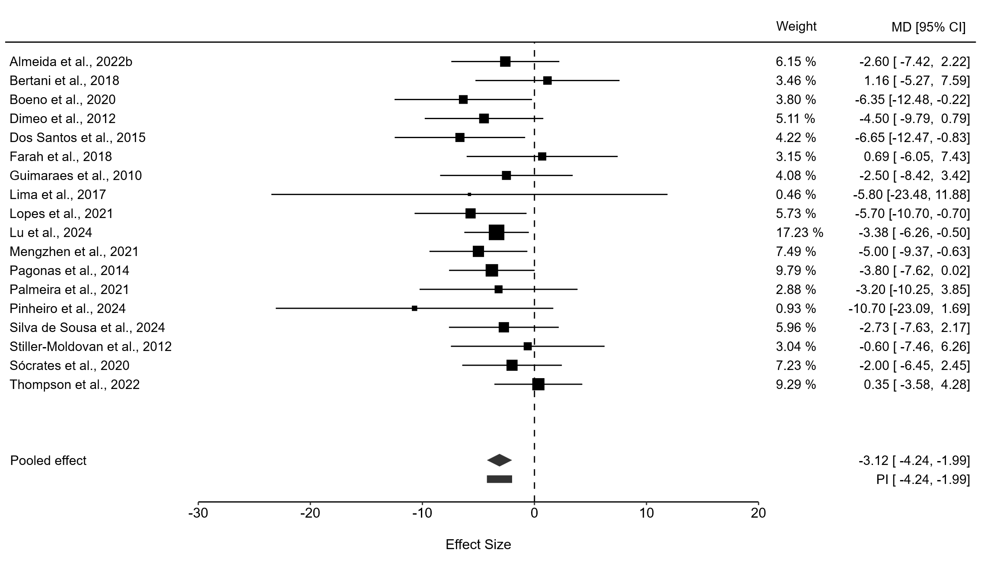 Weight MD [95% CI]
Almeida et al., 2022b 6.15 % -2.60 [ -7.42, 2.22]
Bertani et al., 2018 3.46 % 1.16 [ -5.27, 7.59]
Boeno et al., 2020 3.80 % -6.35 [-12.48, -0.22]
Dimeo et al., 2012 5.11 % -4.50 [ -9.79, 0.79]
Dos Santos et al., 2015 4.22 % -6.65 [-12.47, -0.83]
Farah et al., 2018 3.15 % 0.69 [ -6.05, 7.43]
Guimaraes et al., 2010 4.08 % -2.50 [ -8.42, 3.42]
Lima et al., 2017 0.46 % -5.80 [-23.48, 11.88]
Lopes et al., 2021 5.73 % -5.70 [-10.70, -0.70]
Lu et al., 2024 17.23 % -3.38 [ -6.26, -0.50]
Mengzhen et al., 2021 7.49 % -5.00 [ -9.37, -0.63]
Pagonas et al., 2014 9.79 % -3.80 [ -7.62, 0.02]
Palmeira et al., 2021 2.88 % -3.20 [-10.25, 3.85]
Pinheiro et al., 2024 0.93 % -10.70 [-23.09, 1.69]
Silva de Sousa et al., 2024 5.96 % -2.73 [ -7.63, 2.17]
Stiller-Moldovan et al., 2012 3.04 % -0.60 [ -7.46, 6.26]
Sócrates et al., 2020 7.23 % -2.00 [ -6.45, 2.45]
Thompson et al., 2022 9.29 % 0.35 [ -3.58, 4.28]
Pooled effect -3.12 [ -4.24, -1.99]
PI [ -4.24, -1.99]
-30 -20 -10 0 10 20
Effect Size